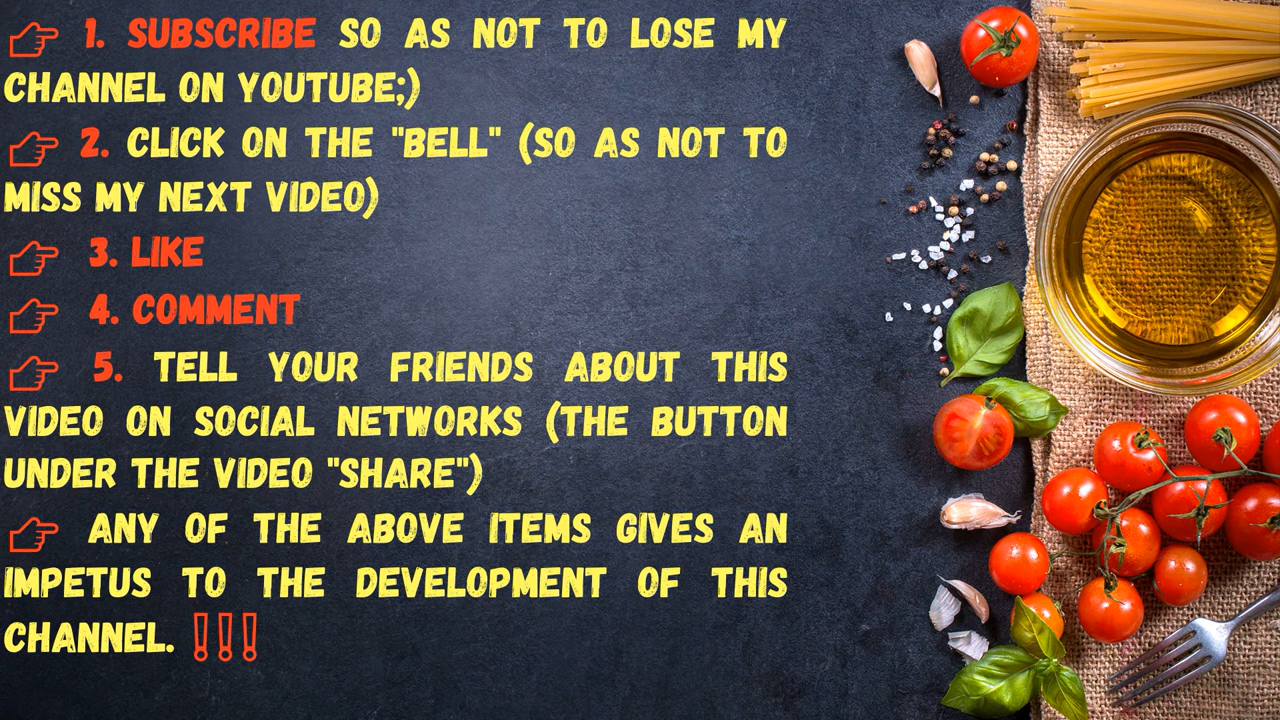 👉 1. SUBSCRIBE SO AS NOT TO LOSE MY
CHANNEL ON YOUTUBE;)
👉 2. CLICK ON THE "BELL" (SO AS NOT TO
MISS MY NEXT VIDEO)
👉 3. LIKE
👉 4. COMMENT
👉 5. TELL YOUR FRIENDS ABOUT THIS
VIDEO ON SOCIAL NETWORKS (THE BUTTON
UNDER THE VIDEO "SHARE")
👉 ANY OF THE ABOVE ITEMS GIVES AN
IMPETUS TO THE DEVELOPMENT OF THIS
CHANNEL. !!!